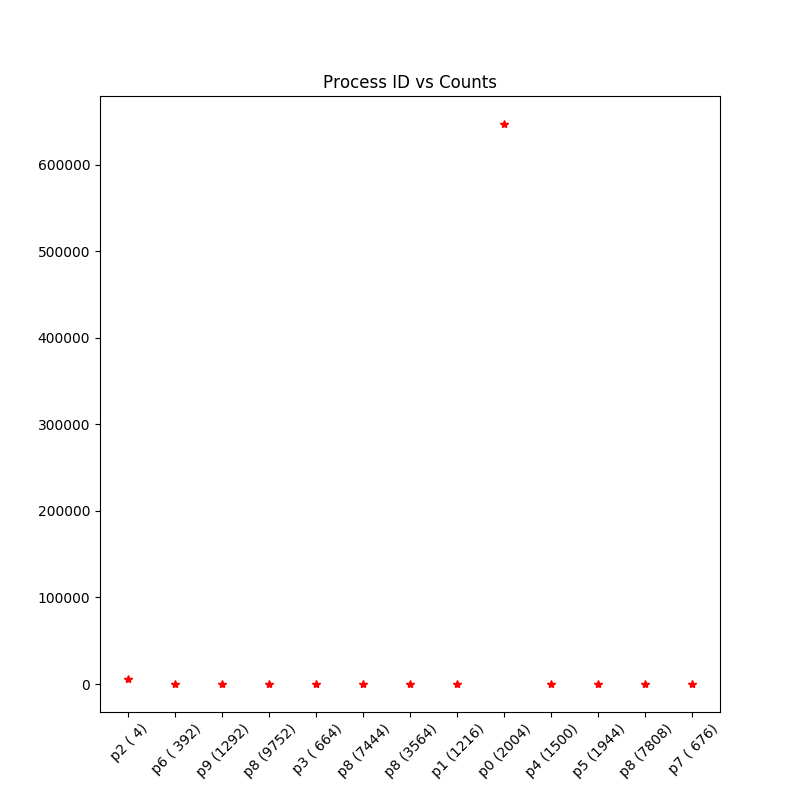 Process ID vs Counts
600000
500000
400000
300000
200000
100000
0
p2 ( 4)
p6 ( 392)
p9 (1292)
p8 (9752)
p3 ( 664)
p8 (7444)
p8 (3564)
p1 (1216)
p0 (2004)
p4 (1500)
p5 (1944)
p8 (7808)
p7 ( 676)